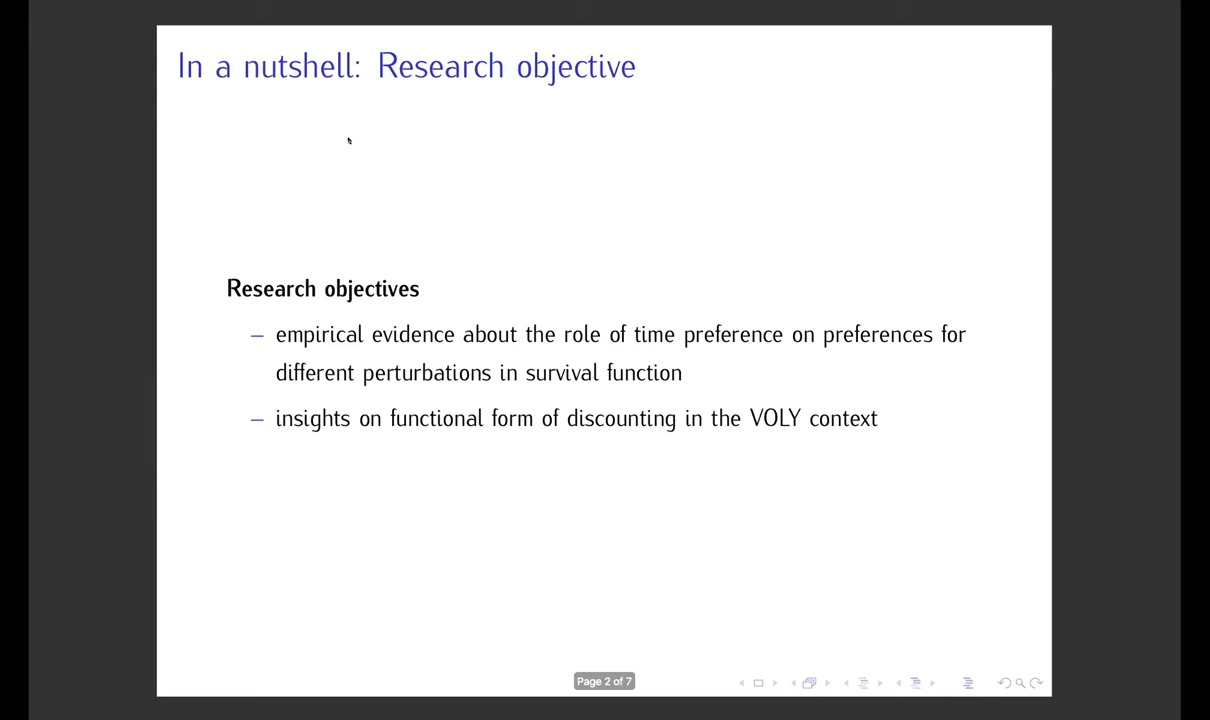 In a nutshell: Research objective
Research objectives
– empirical evidence about the role of time preference on preferences for
different perturbations in survival function
– insights on functional form of discounting in the VOLY context
Page 2 of 7